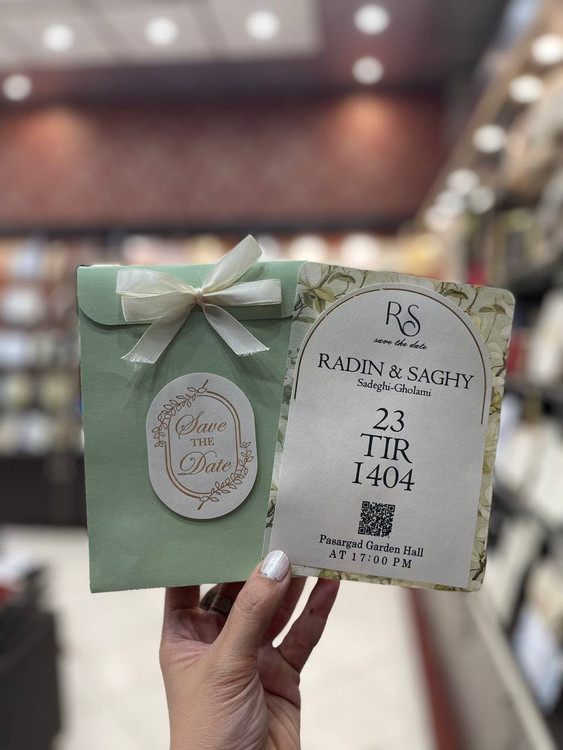 Save
THE
Date
RS
save the date
RADIN & SAGHY
Sadeghi-Gholami
23
TIR
1404
Pasargad Garden Hall
AT 17:00 PM